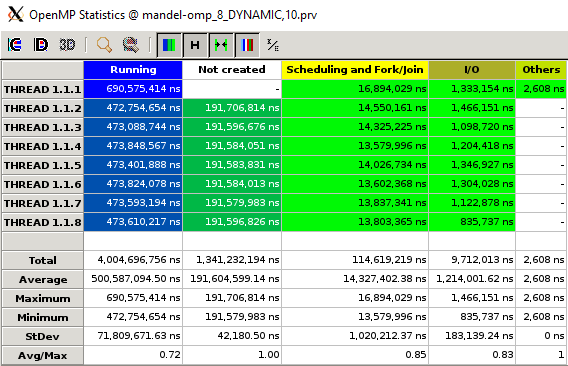 OpenMP Statistics @ mandel-omp_8_DYNAMIC,10.prv
3D
Running Not created Scheduling and Fork/Join I/O Others
THREAD 1.1.1 690,575,414 ns - 16,894,029 ns 1,333,154 ns 2,608 ns
THREAD 1.1.2 472,754,654 ns 191,706,814 ns 14,550,161 ns 1,466,151 ns -
THREAD 1.1.3 473,088,744 ns 191,596,676 ns 14,325,225 ns 1,098,720 ns -
THREAD 1.1.4 473,848,567 ns 191,584,051 ns 13,579,996 ns 1,204,418 ns -
THREAD 1.1.5 473,401,888 ns 191,583,831 ns 14,026,734 ns 1,346,927 ns -
THREAD 1.1.6 473,824,078 ns 191,584,013 ns 13,602,368 ns 1,304,028 ns -
THREAD 1.1.7 473,593,194 ns 191,579,983 ns 13,837,341 ns 1,122,878 ns -
THREAD 1.1.8 473,610,217 ns 191,596,826 ns 13,803,365 ns 835,737 ns -
Total 4,004,696,756 ns 1,341,232,194 ns 114,619,219 ns 9,712,013 ns 2,608 ns
Average 500,587,094.50 ns 191,604,599.14 ns 14,327,402.38 ns 1,214,001.62 ns 2,608 ns
Maximum 690,575,414 ns 191,706,814 ns 16,894,029 ns 1,466,151 ns 2,608 ns
Minimum 472,754,654 ns 191,579,983 ns 13,579,996 ns 835,737 ns 2,608 ns
StDev 71,809,671.63 ns 42,180.50 ns 1,020,212.37 ns 183,139.24 ns 0 ns
Avg/Max 0.72 1.00 0.85 0.83 1